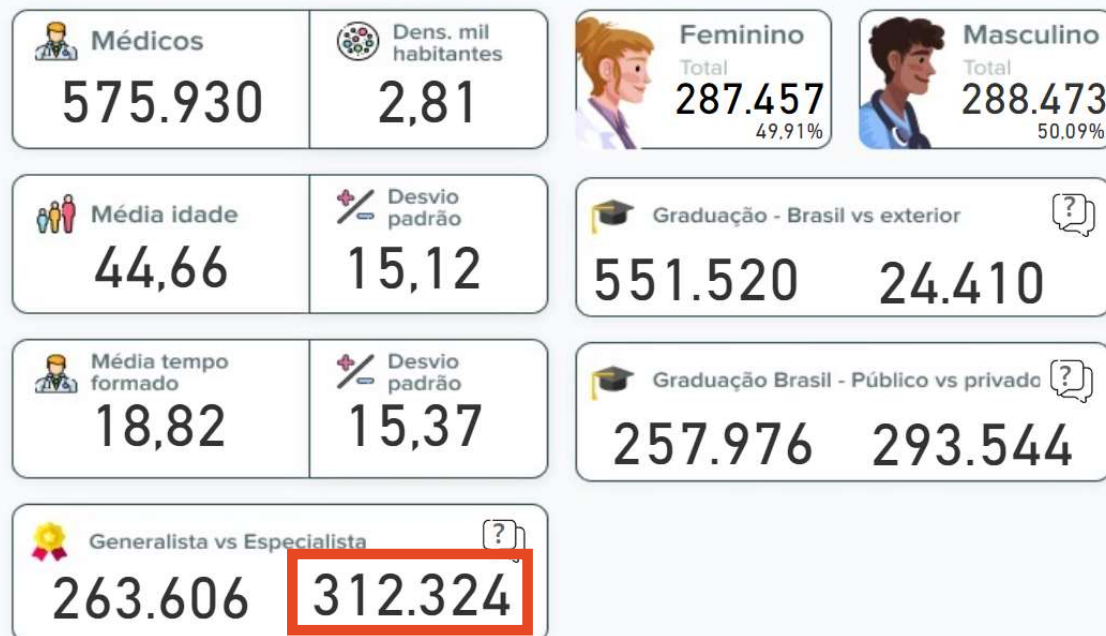 Médicos
575.930
Dens. mil
habitantes
2,81
Feminino
Total
287.457
49,91%
Masculino
Total
288.473
50,09%
Média idade
44,66
Desvio
padrão
15,12
Graduação - Brasil vs exterior
?
551.520 24.410
Média tempo
formado
18,82
Desvio
padrão
15,37
Graduação Brasil - Público vs privado
?
257.976 293.544
Generalista vs Especialista
?
263.606 312.324